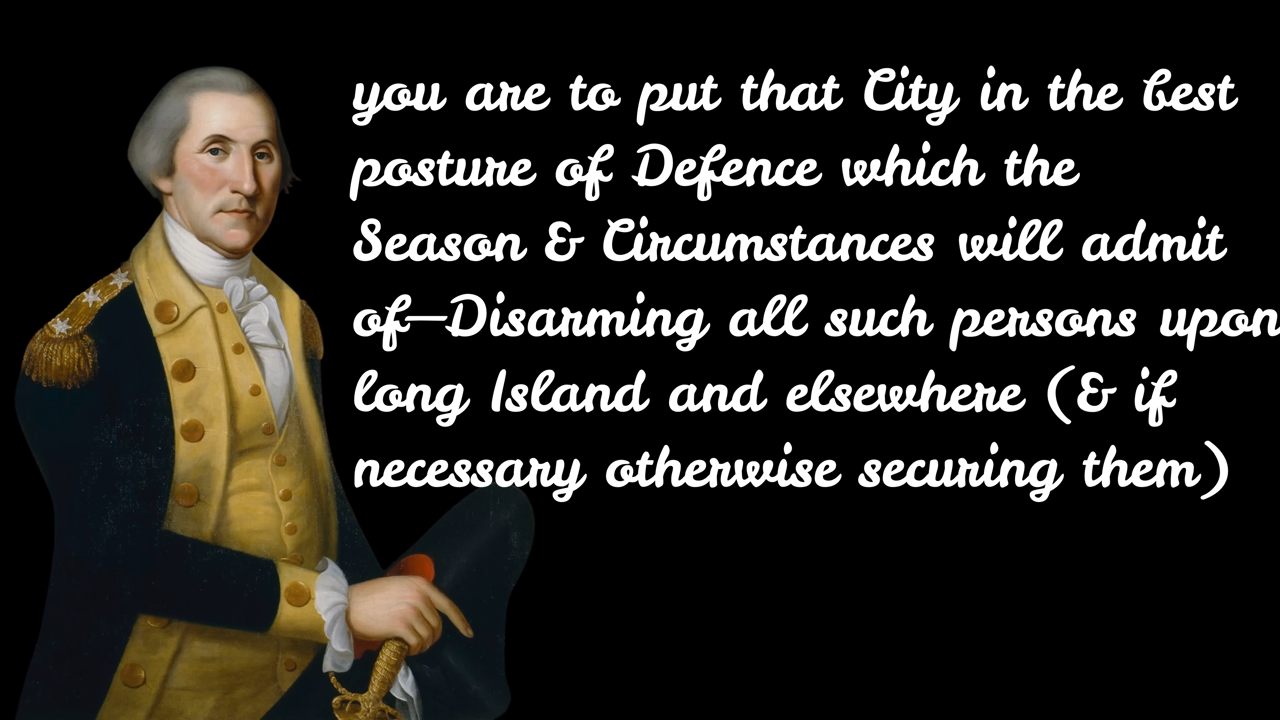 you are to put that City in the best
posture of Defence which the
Season & Circumstances will admit
of—Disarming all such persons upon
long Island and elsewhere (& if
necessary otherwise securing them)